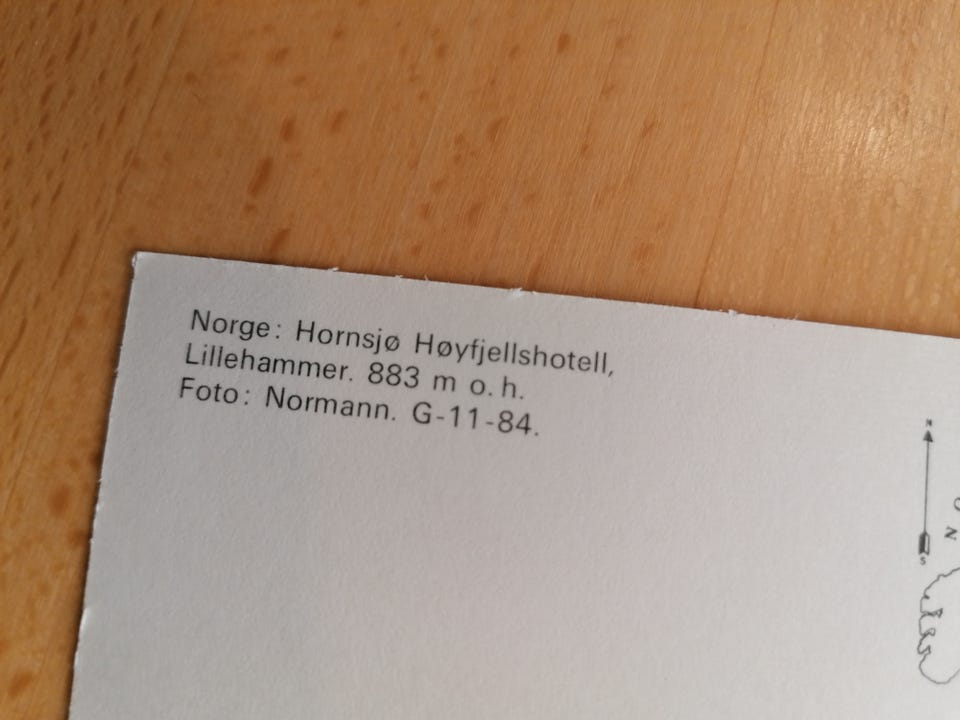 Norge: Hornsjø Høyfjellshotell,
Lillehammer. 883 m o. h.
Foto: Normann. G-11-84.
N
S
O
N